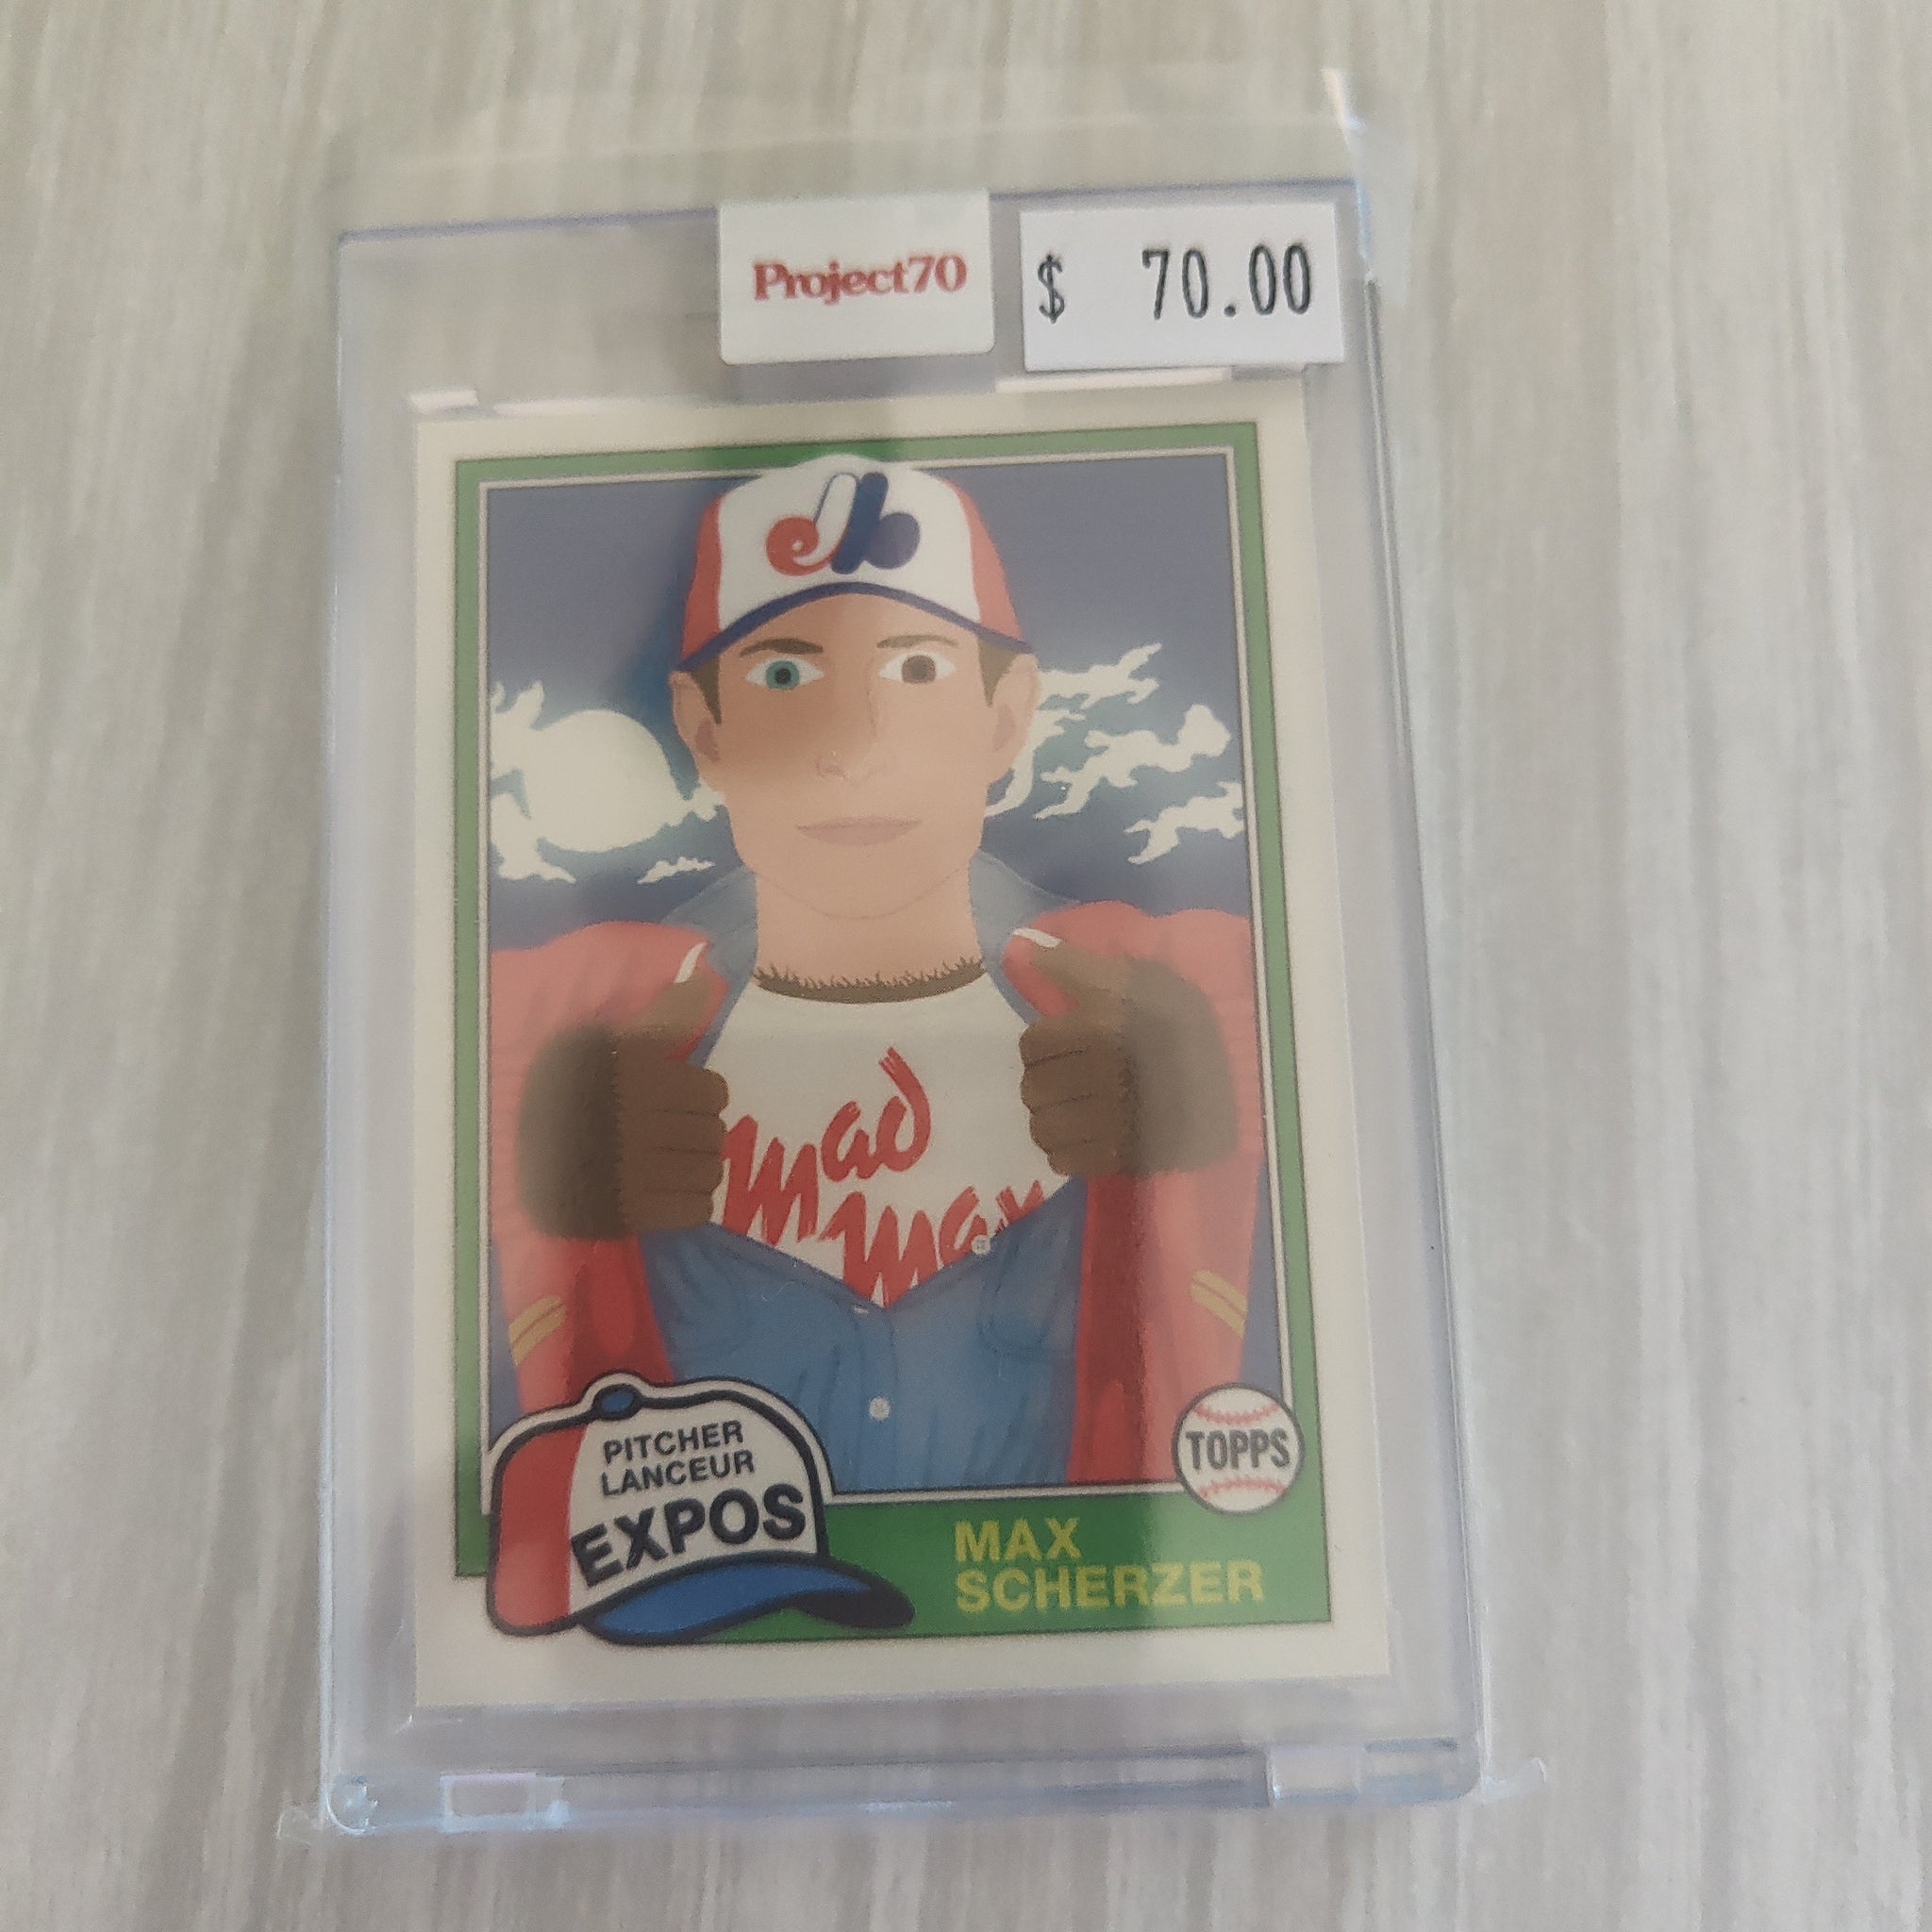 Project70
$ 70.00
mad
max
PITCHER
LANCEUR
EXPOS
TOPPS
MAX
SCHERZER